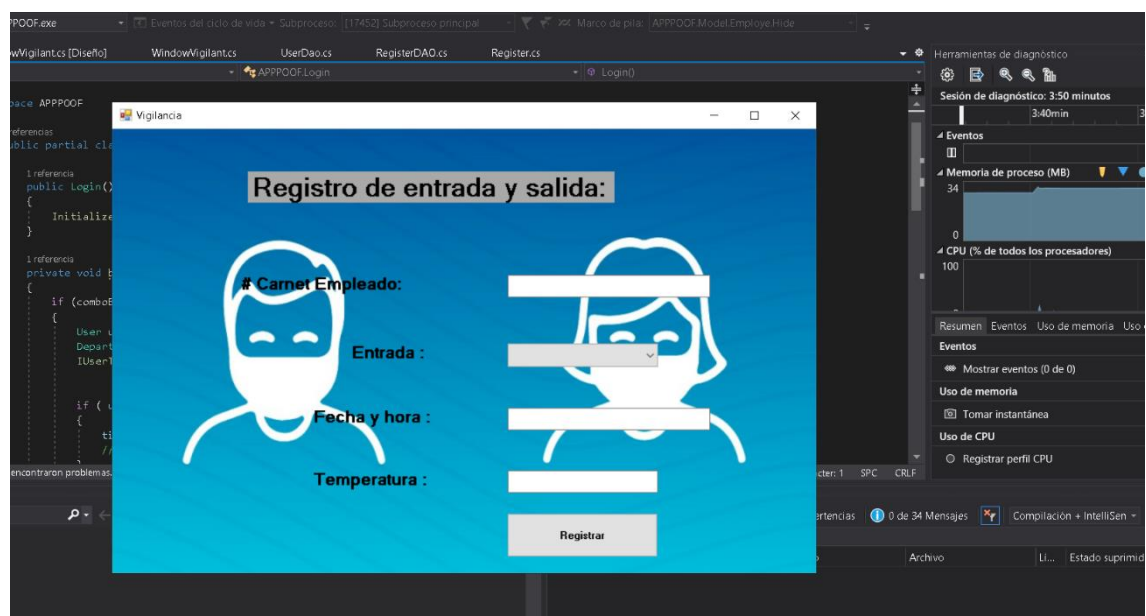 PPOOF.exe
Eventos del ciclo de vida
Subproceso: [17452] Subproceso principal
Marco de pila: APPPOOF.Model.Employe.Hide
wVigilant.cs [Diseño] WindowVigilant.cs UserDao.cs RegisterDAO.cs Register.cs
APPPOOF.Login Login()
Herramientas de diagnóstico
Sesión de diagnóstico: 3:50 minutos
3:40min
Eventos
Memoria de proceso (MB)
34
0
CPU (% de todos los procesadores)
100
Resumen Eventos Uso de memoria Uso
Eventos
Mostrar eventos (0 de 0)
Uso de memoria
Tomar instantánea
Uso de CPU
Registrar perfil CPU
pace APPPOOF
referencias
ublic partial cla
1 referencia
public Login()
{
Initialize
}
1 referencia
private void b
{
if (comboB
{
User u
Depart
IUserT
if ( u
{
ti
//
encontraron problemas.
Vigilancia
Registro de entrada y salida:
# Carnet Empleado:
Entrada :
Fecha y hora :
Temperatura :
Registrar
cter: 1 SPC CRLF
ertencias 0 de 34 Mensajes Compilación + IntelliSen
Archivo Lí... Estado suprimid